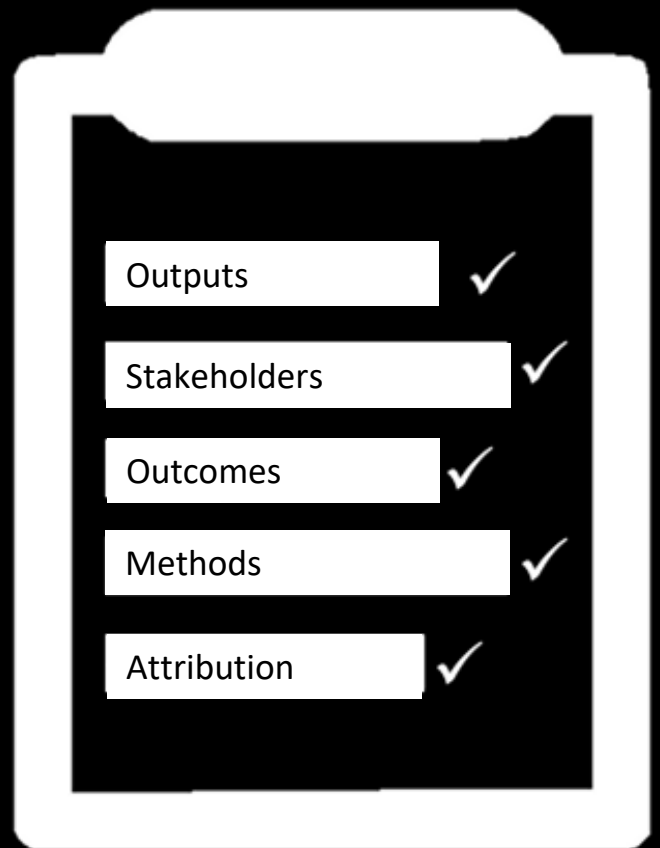 Outputs
Stakeholders
Outcomes
Methods
Attribution